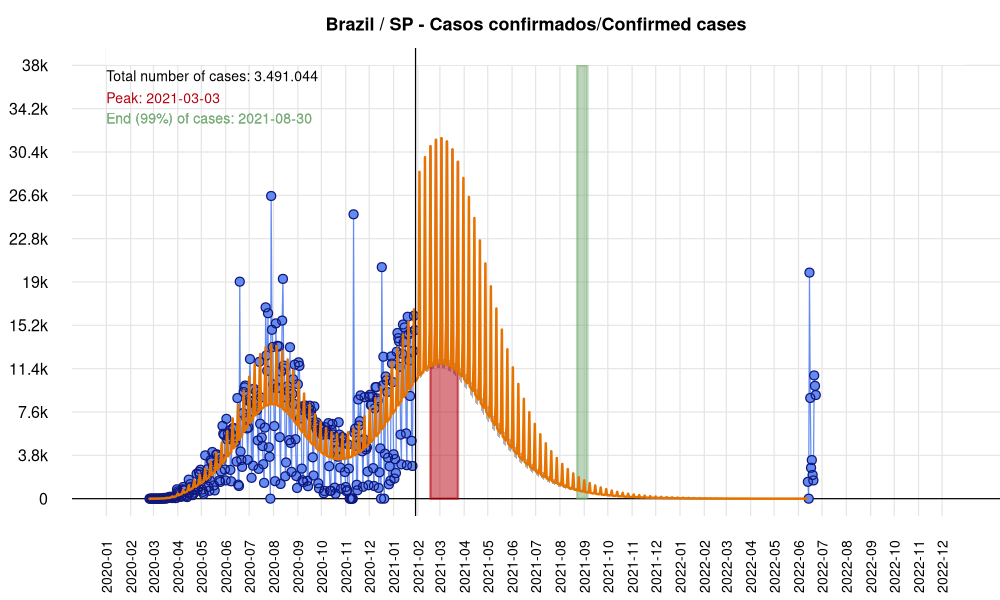 Brazil / SP - Casos confirmados/Confirmed cases
38k
34.2k
30.4k
26.6k
22.8k
19k
15.2k
11.4k
7.6k
3.8k
0
Total number of cases: 3.491.044
Peak: 2021-03-03
End (99%) of cases: 2021-08-30
2020-01
2020-02
2020-03
2020-04
2020-05
2020-06
2020-07
2020-08
2020-09
2020-10
2020-11
2020-12
2021-01
2021-02
2021-03
2021-04
2021-05
2021-06
2021-07
2021-08
2021-09
2021-10
2021-11
2021-12
2022-01
2022-02
2022-03
2022-04
2022-05
2022-06
2022-07
2022-08
2022-09
2022-10
2022-11
2022-12